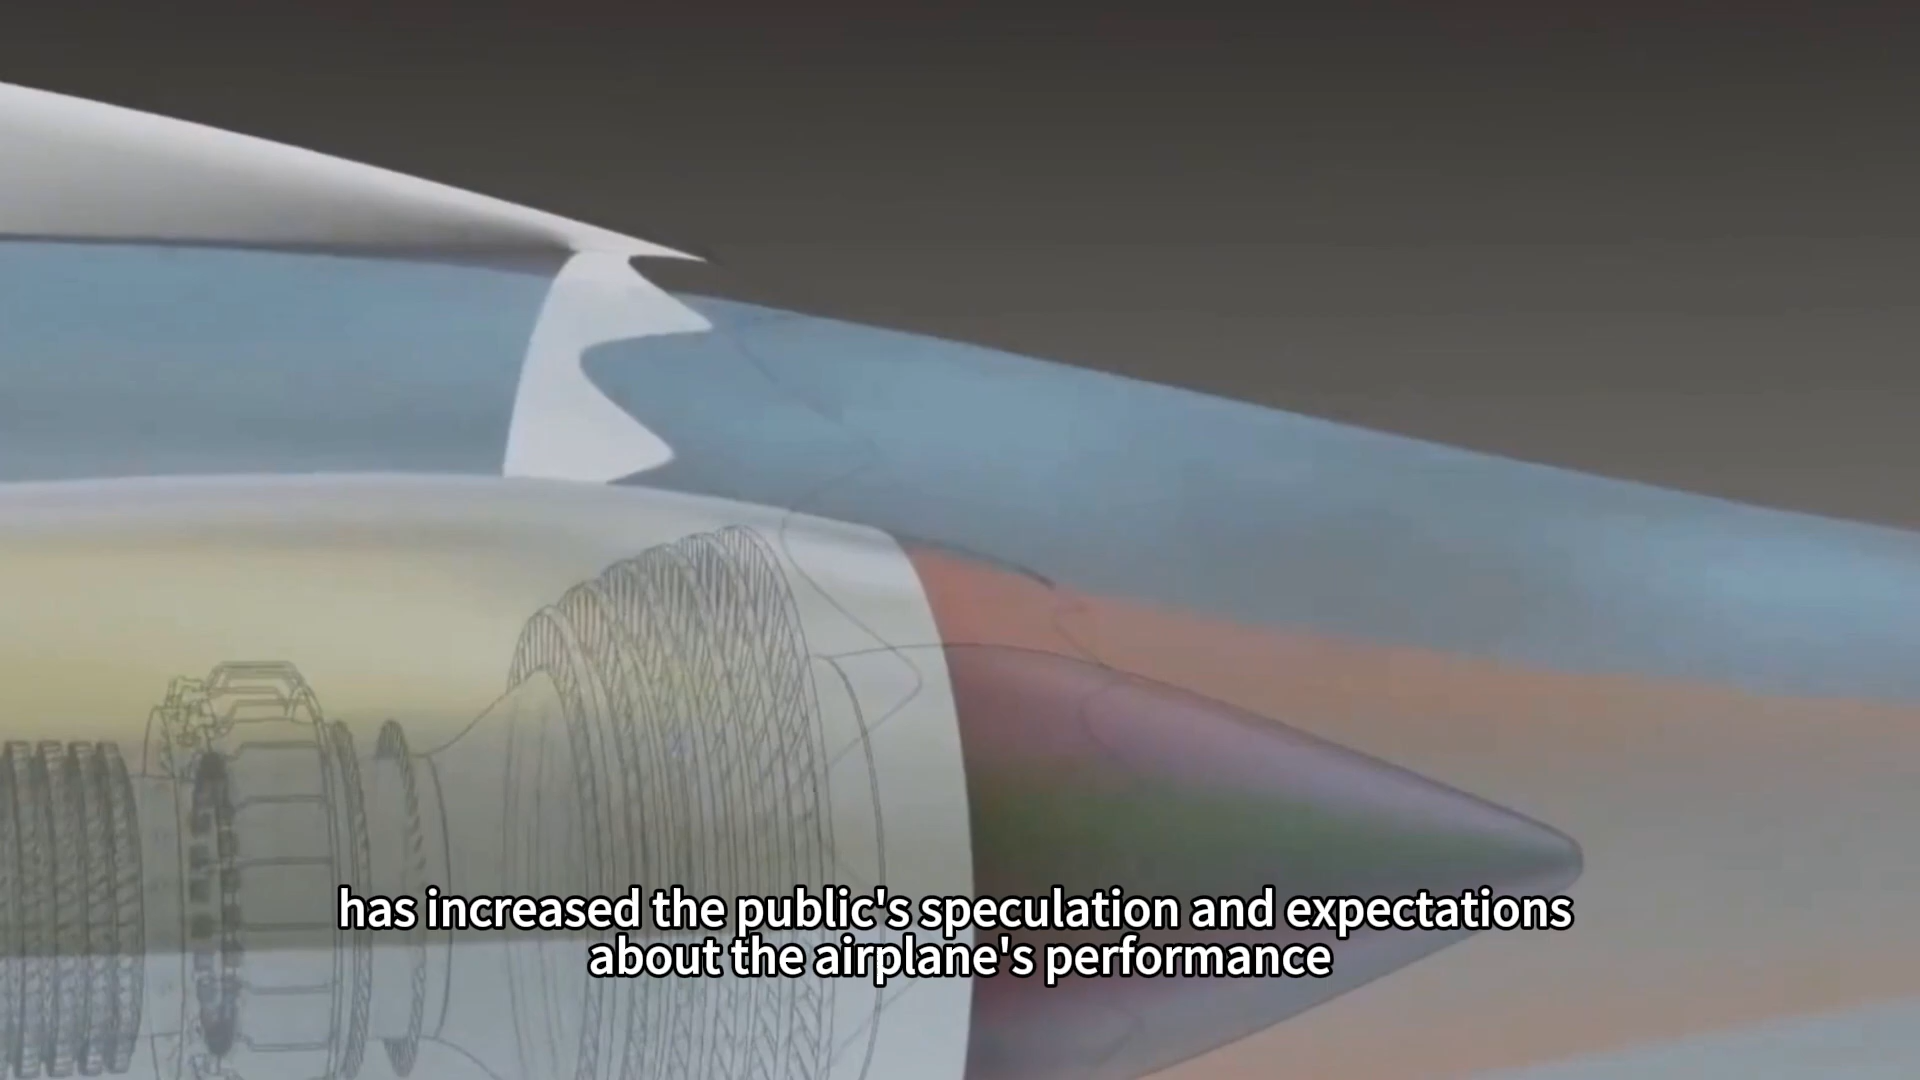 has increased the public's speculation and expectations
about the airplane's performance